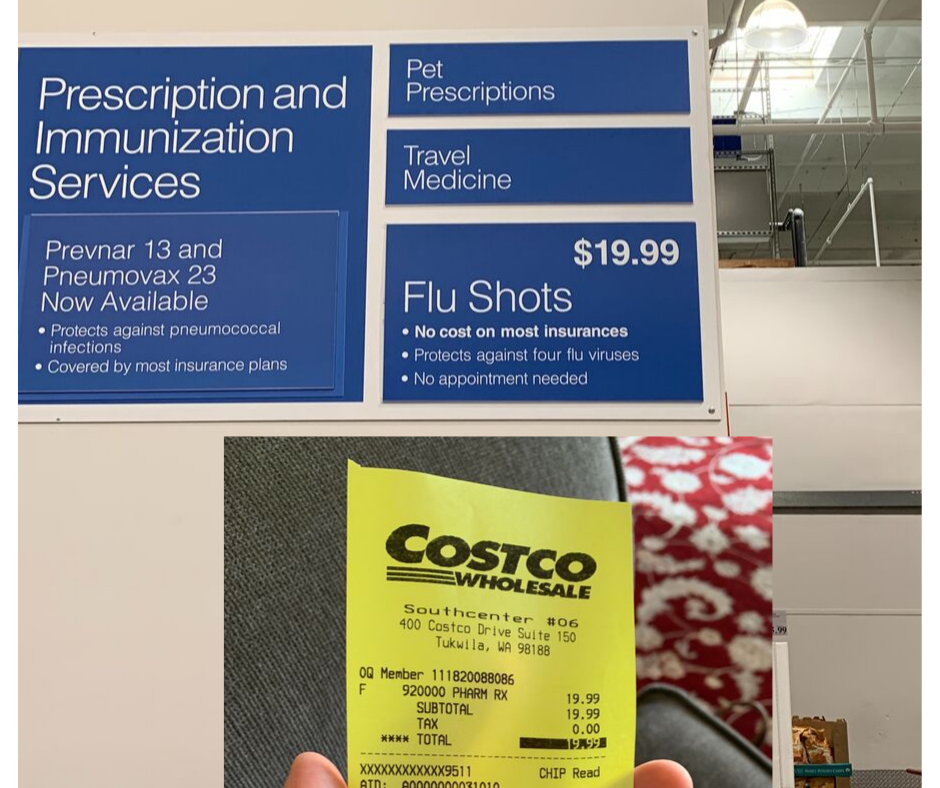 Prescription and
Immunization
Services
Prevnar 13 and
Pneumovax 23
Now Available
• Protects against pneumococcal
infections
• Covered by most insurance plans
Pet
Prescriptions
Travel
Medicine
$19.99
Flu Shots
• No cost on most insurances
• Protects against four flu viruses
• No appointment needed
COSTCO
WHOLESALE
Southcenter #06
400 Costco Drive Suite 150
Tukwila, WA 98188
OQ Member 111820088086
F 920000 PHARM RX 19.99
SUBTOTAL 19.99
TAX 0.00
**** TOTAL 19.99
XXXXXXXXXXXX9511 CHIP Read
AID: A0000000031010
.99